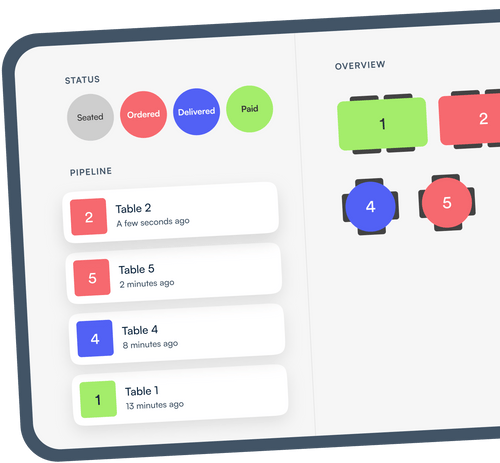 STATUS
Seated
Ordered
Delivered
Paid
PIPELINE
2
Table 2
A few seconds ago
5
Table 5
2 minutes ago
4
Table 4
8 minutes ago
1
Table 1
13 minutes ago
OVERVIEW
1
2
4
5